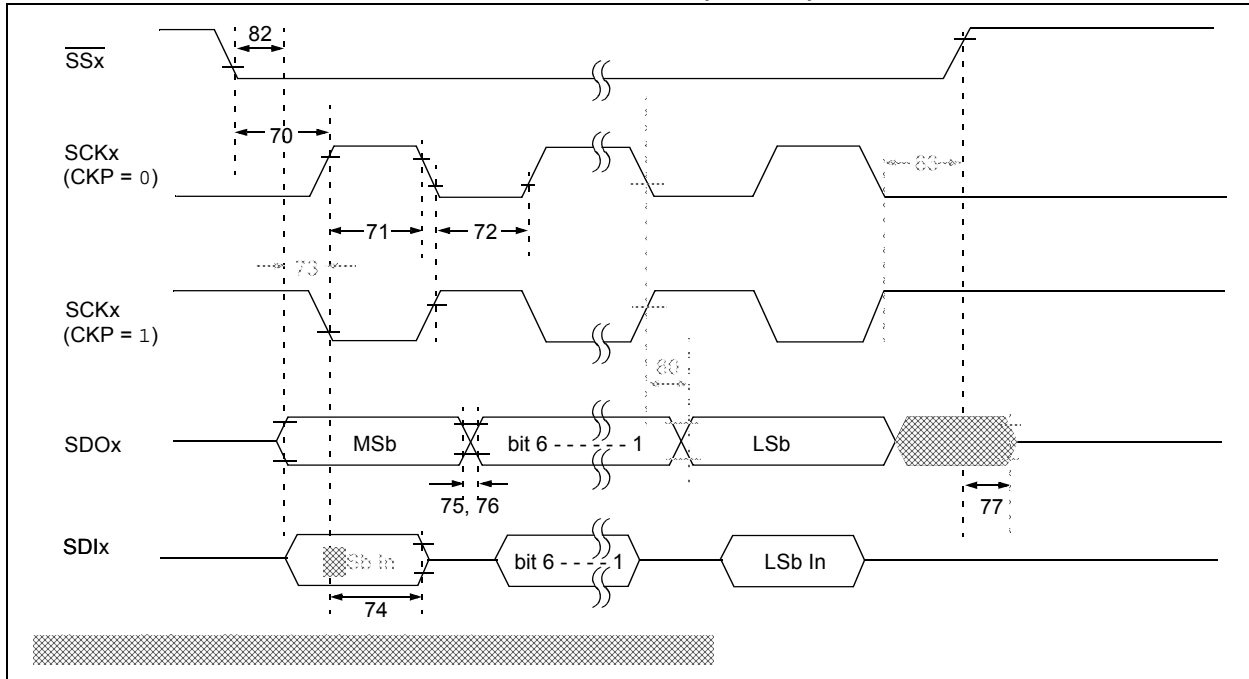 82
SSx
70
SCKx
(CKP = 0)
83
71
72
73
SCKx
(CKP = 1)
80
SDOx
MSb
bit 6 - - - - - - 1
LSb
75, 76
77
SDIx
bit 6 - - - - 1
LSb In
74